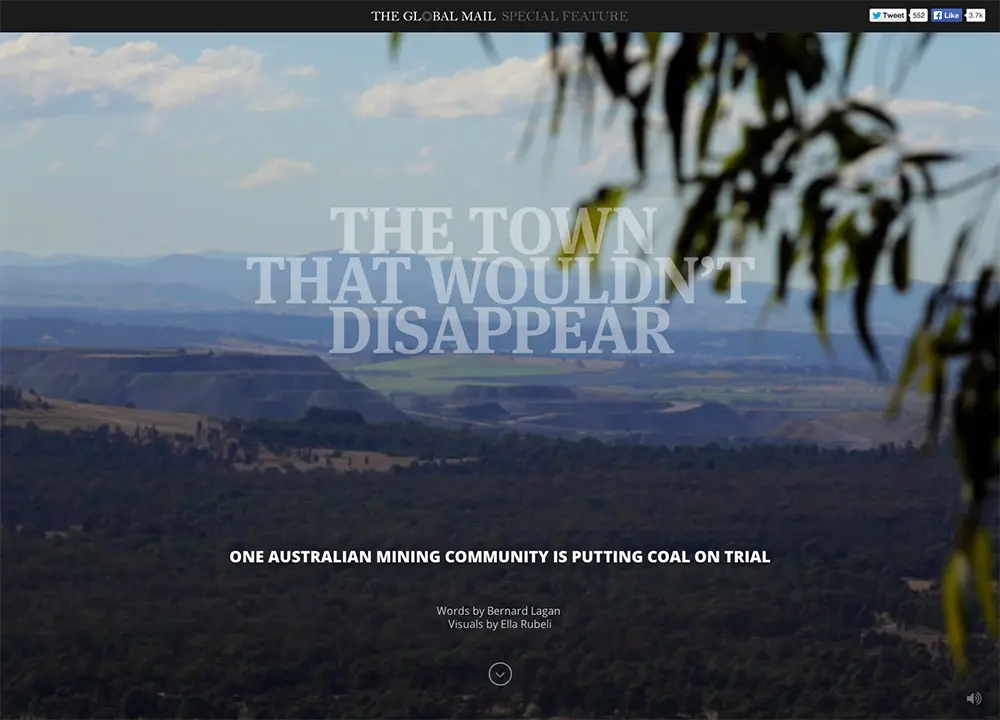 THE GLOBAL MAIL SPECIAL FEATURE
Tweet 552 Like 3.7k
THE TOWN
THAT WOULDN'T
DISAPPEAR
ONE AUSTRALIAN MINING COMMUNITY IS PUTTING COAL ON TRIAL
Words by Bernard Lagan
Visuals by Ella Rubeli